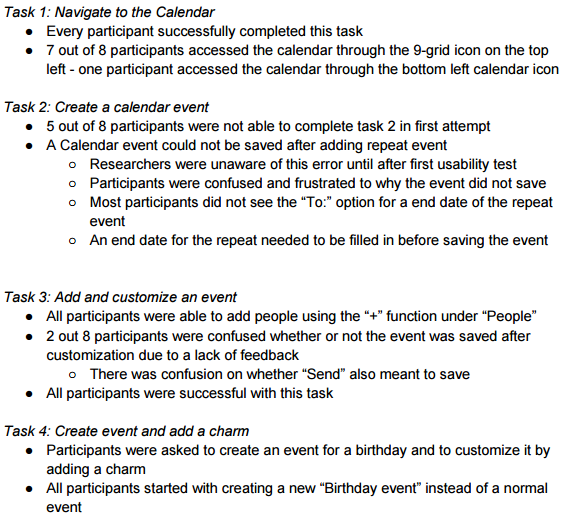 Task 1: Navigate to the Calendar
● Every participant successfully completed this task
● 7 out of 8 participants accessed the calendar through the 9-grid icon on the top
left - one participant accessed the calendar through the bottom left calendar icon
Task 2: Create a calendar event
● 5 out of 8 participants were not able to complete task 2 in first attempt
● A Calendar event could not be saved after adding repeat event
○ Researchers were unaware of this error until after first usability test
○ Participants were confused and frustrated to why the event did not save
○ Most participants did not see the “To:” option for a end date of the repeat
event
○ An end date for the repeat needed to be filled in before saving the event
Task 3: Add and customize an event
● All participants were able to add people using the “+” function under “People”
● 2 out 8 participants were confused whether or not the event was saved after
customization due to a lack of feedback
○ There was confusion on whether “Send” also meant to save
● All participants were successful with this task
Task 4: Create event and add a charm
● Participants were asked to create an event for a birthday and to customize it by
adding a charm
● All participants started with creating a new “Birthday event” instead of a normal
event